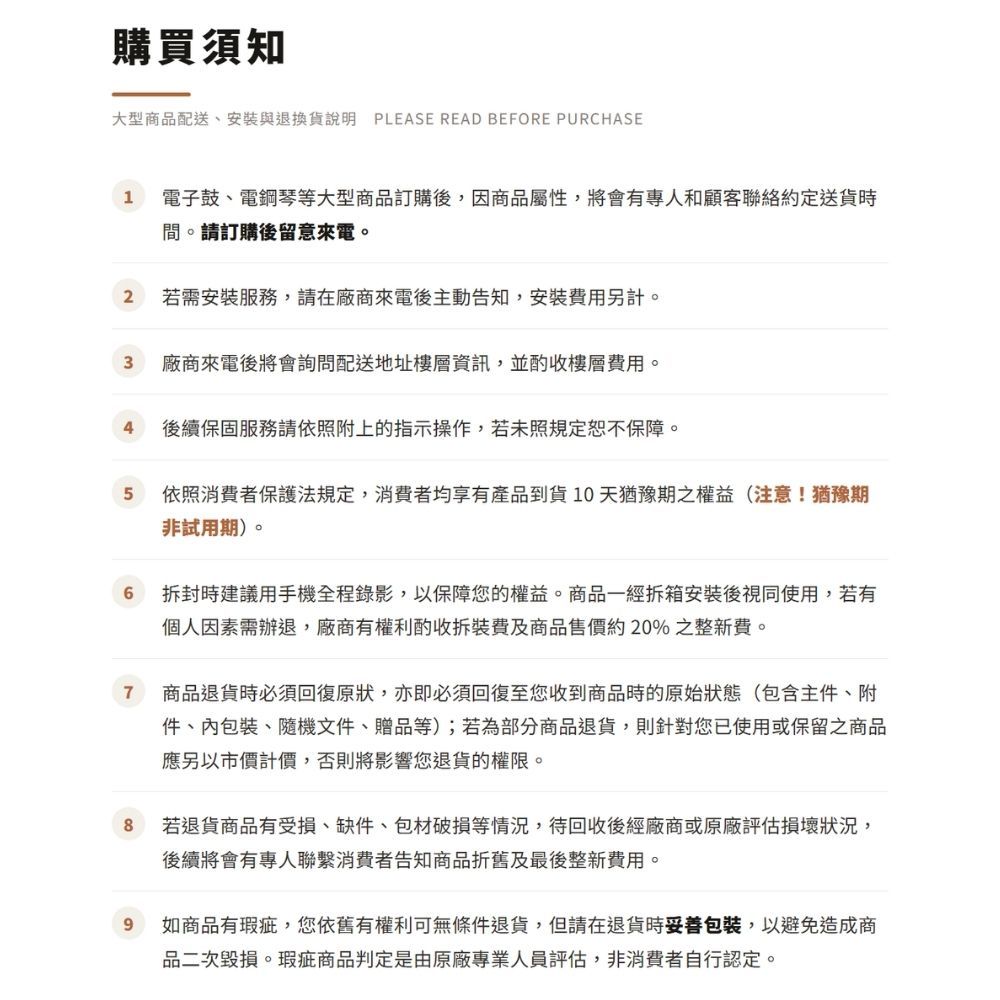 購買須知
大型商品配送、安裝與退換貨說明 PLEASE READ BEFORE PURCHASE
1 電子鼓、電鋼琴等大型商品訂購後，因商品屬性，將會有專人和顧客聯絡約定送貨時
間。請訂購後留意來電。
2 若需安裝服務，請在廠商來電後主動告知，安裝費用另計。
3 廠商來電後將會詢問配送地址樓層資訊，並酌收樓層費用。
4 後續保固服務請依照附上的指示操作，若未照規定恕不保障。
5 依照消費者保護法規定，消費者均享有產品到貨 10 天猶豫期之權益（注意！猶豫期
非試用期）。
6 拆封時建議用手機全程錄影，以保障您的權益。商品一經拆箱安裝後視同使用，若有
個人因素需辦退，廠商有權利酌收拆裝費及商品售價約 20% 之整新費。
7 商品退貨時必須回復原狀，亦即必須回復至您收到商品時的原始狀態（包含主件、附
件、內包裝、隨機文件、贈品等）；若為部分商品退貨，則針對您已使用或保留之商品
應另以市價計價，否則將影響您退貨的權限。
8 若退貨商品有受損、缺件、包材破損等情況，待回收後經廠商或原廠評估損壞狀況，
後續將會有專人聯繫消費者告知商品折舊及最後整新費用。
9 如商品有瑕疵，您依舊有權利可無條件退貨，但請在退貨時妥善包裝，以避免造成商
品二次毀損。瑕疵商品判定是由原廠專業人員評估，非消費者自行認定。